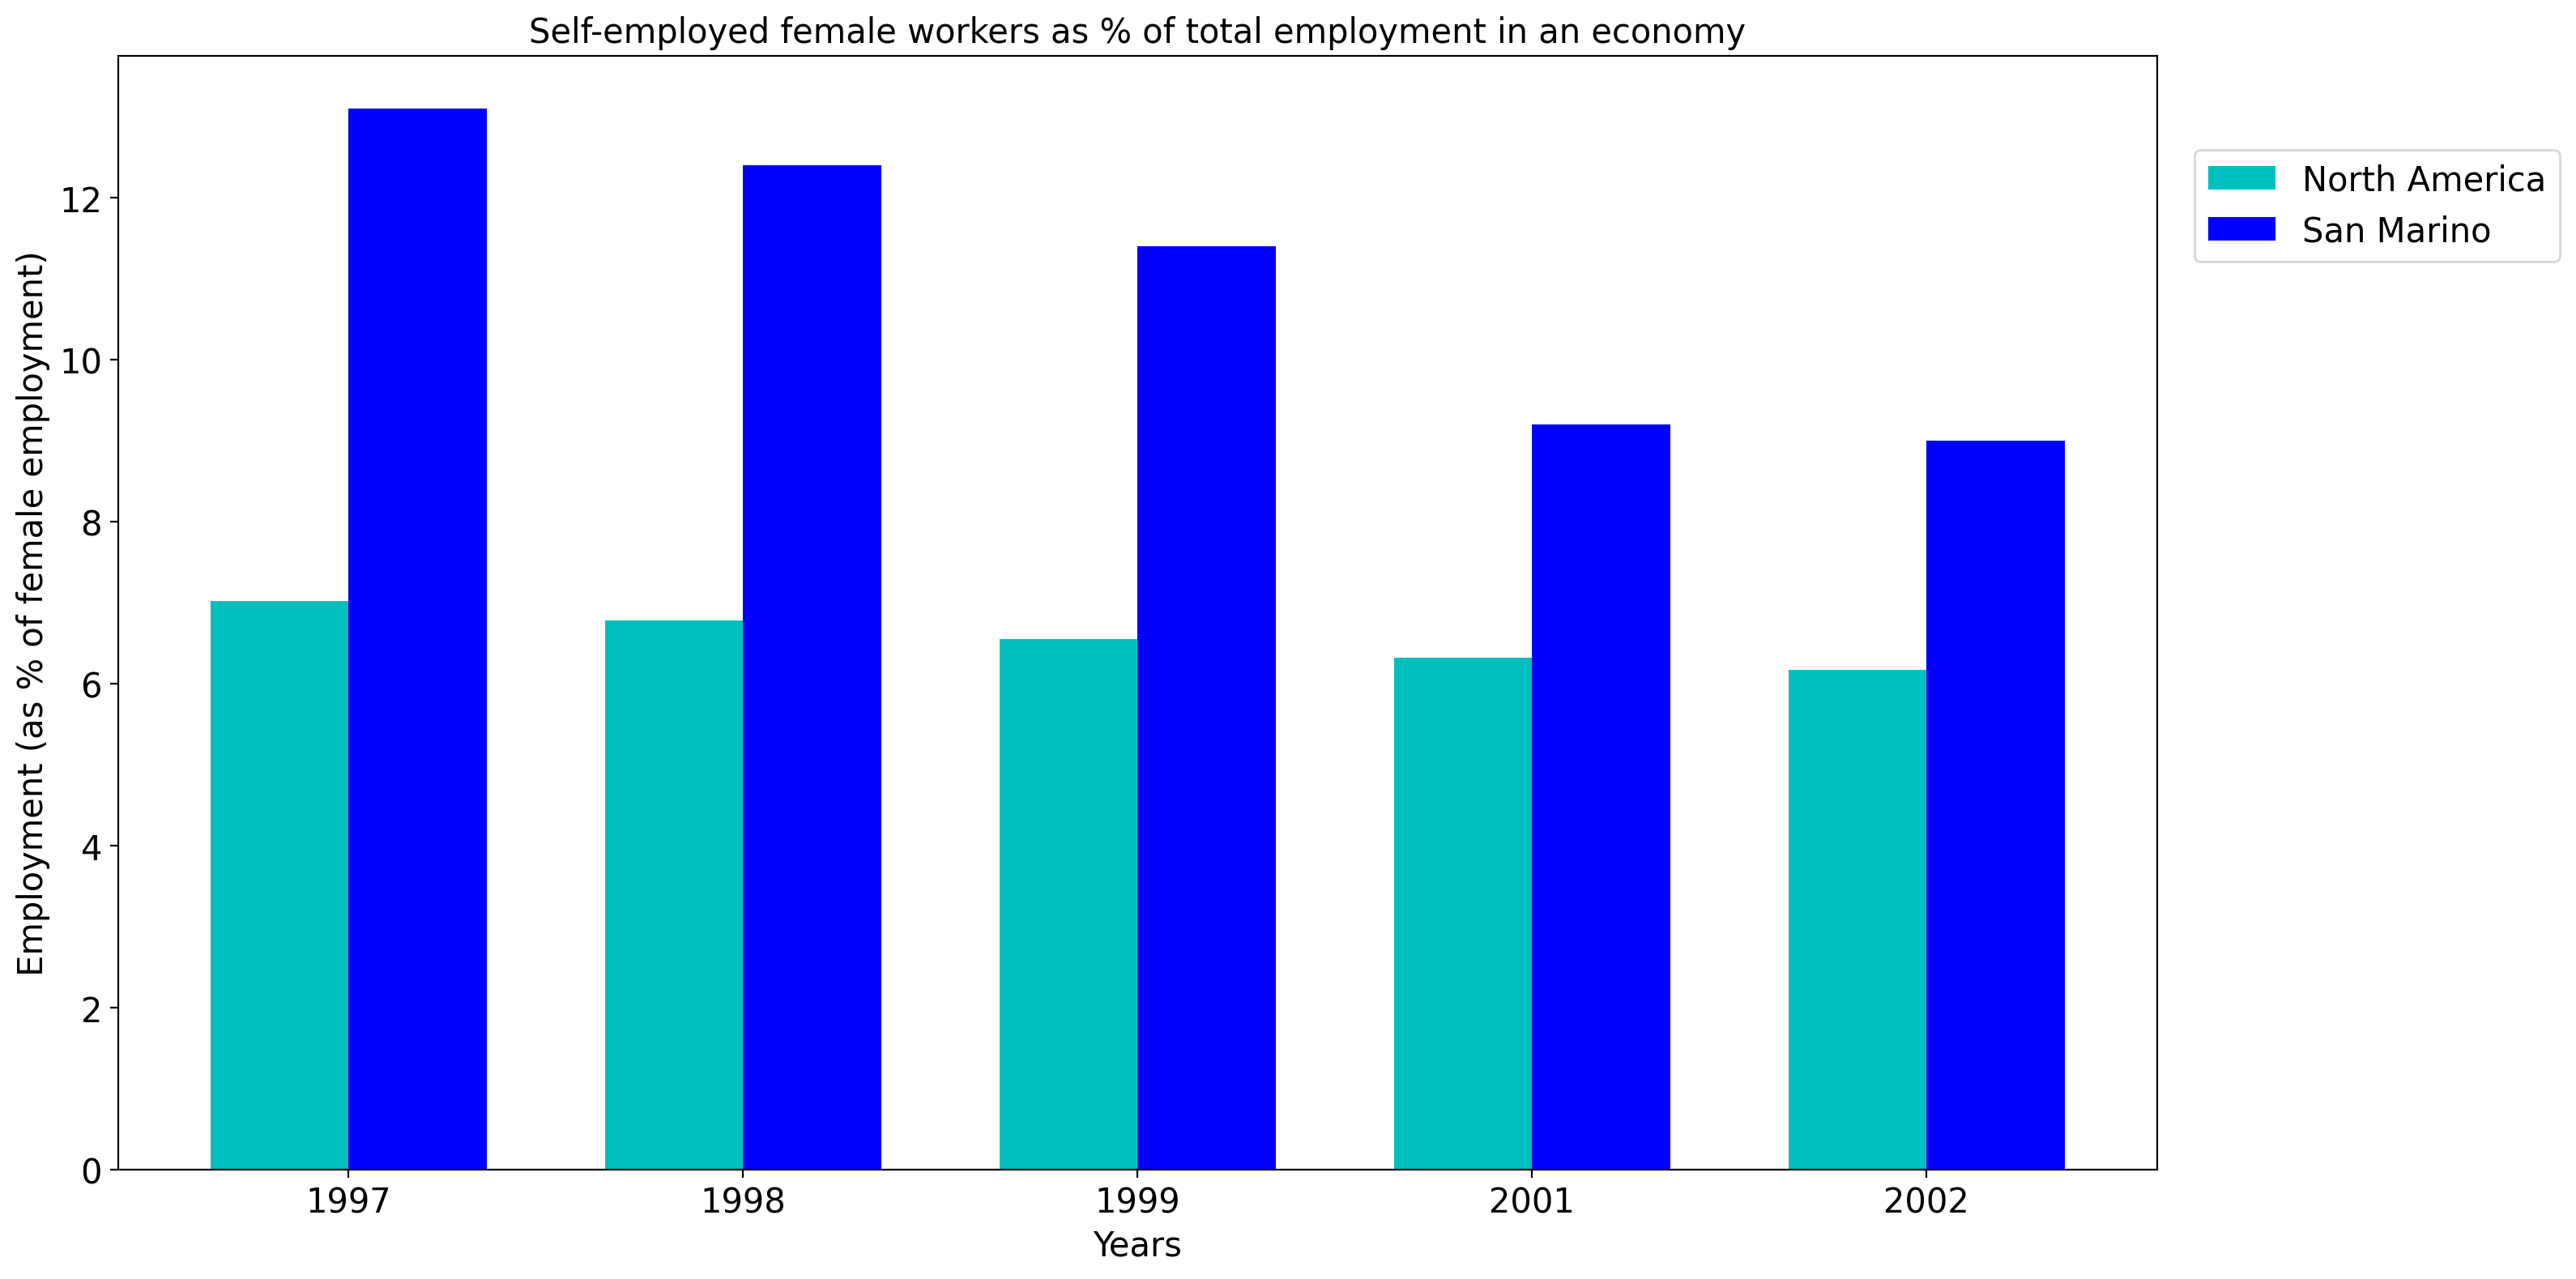 Self-employed female workers as % of total employment in an economy
Employment (as % of female employment)
12
10
8
6
4
2
0
1997 1998 1999 2001 2002
Years
North America
San Marino